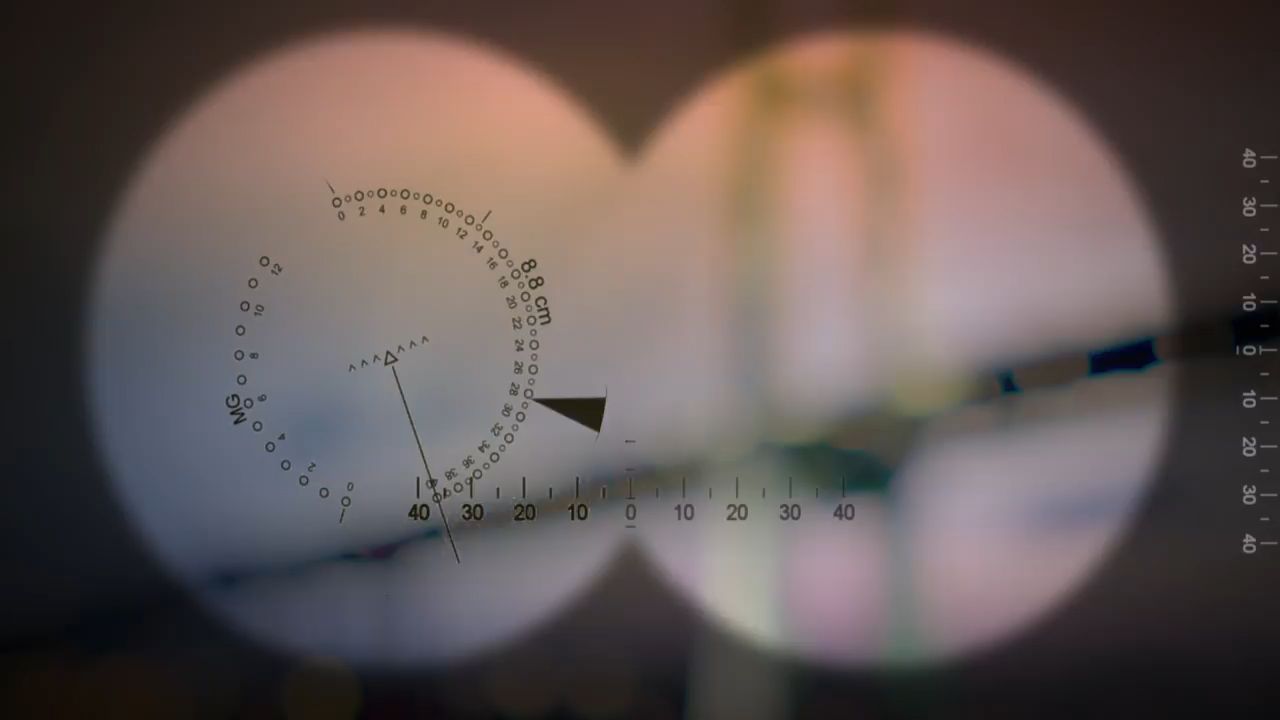 0 2 4 6 8 10 12 14 16 18 20 22 24 26 28 30 32 34 36 38 40
8.8 cm
12 10 8 6 4 2 0
MG
40 30 20 10 0 10 20 30 40
40 30 20 10 0 10 20 30 40